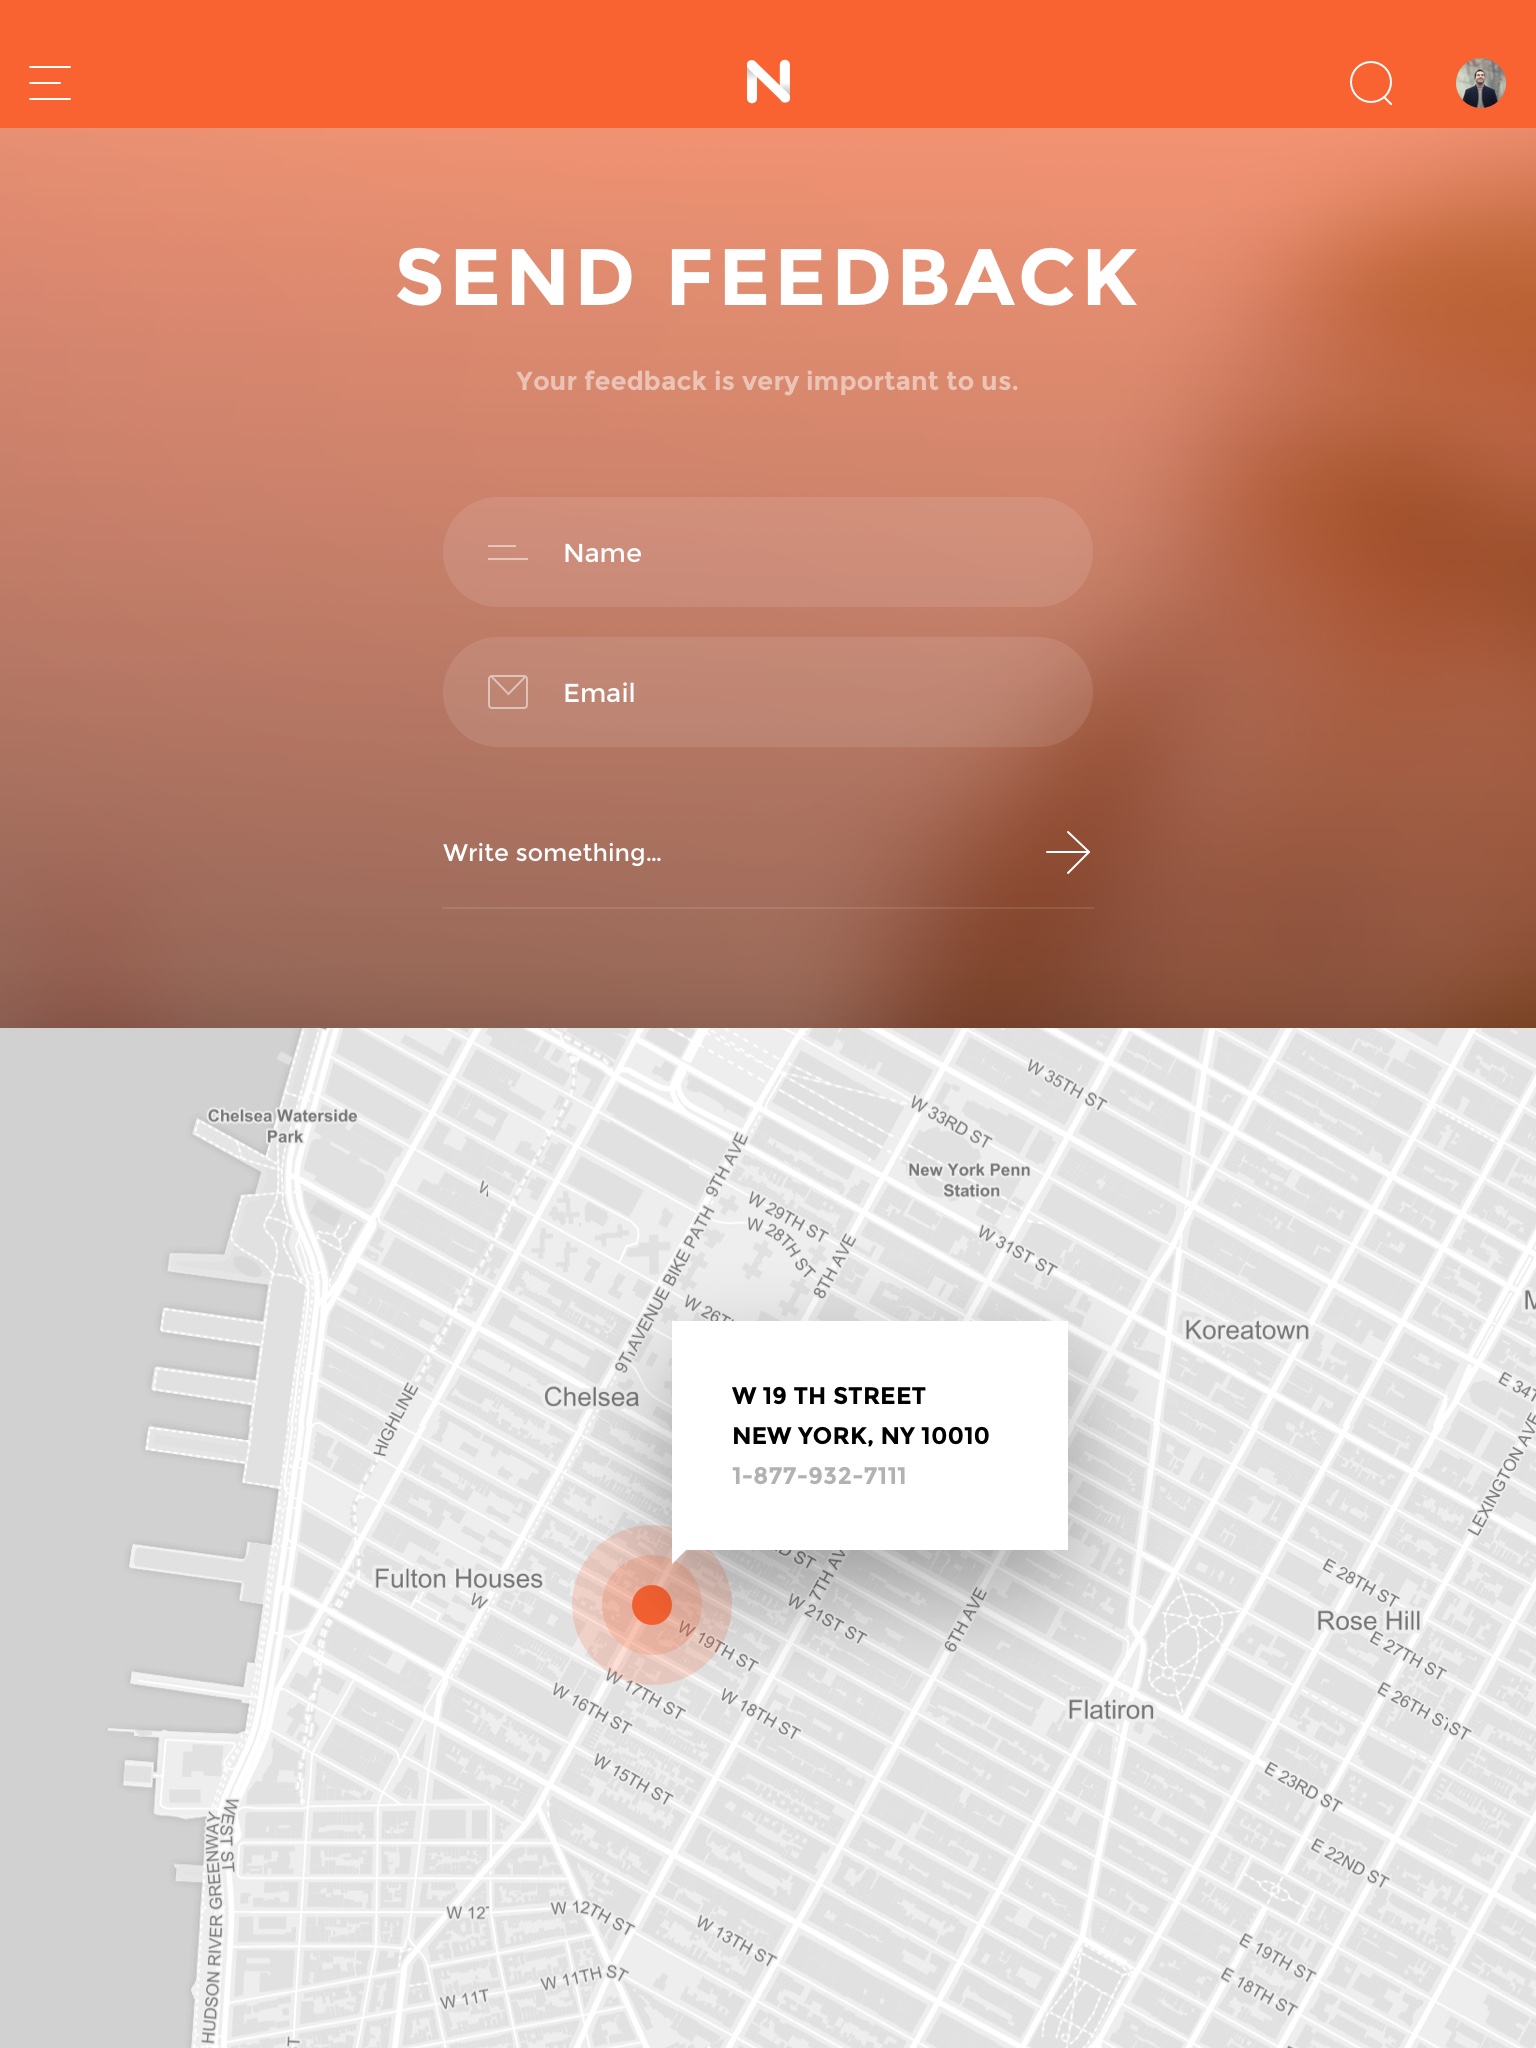 N
SEND FEEDBACK
Your feedback is very important to us.
Name
Email
Write something...
W 35TH ST
W 33RD ST
Chelsea Waterside
Park
New York Penn
Station
9TH AVE
W 29TH ST
W 28TH ST
W 31ST ST
8TH AVE
AVENUE BIKE PATH
W 26T
Koreatown
Chelsea
HIGHLINE
E 34T
LEXINGTON AVE
W 19 TH STREET
NEW YORK, NY 10010
1-877-932-7111
Fulton Houses
W
ST
7TH AV
W 21ST ST
6TH AVE
E 28TH ST
Rose Hill
E 27TH ST
W 19TH ST
W 17TH ST
W 16TH ST
W 18TH ST
Flatiron
E 26TH ST
W 15TH ST
E 23RD ST
WEST ST
HUDSON RIVER GREENWAY
E 22ND ST
W 12
W 12TH ST
W 13TH ST
E 19TH ST
W 11TH ST
W 11T
E 18TH ST